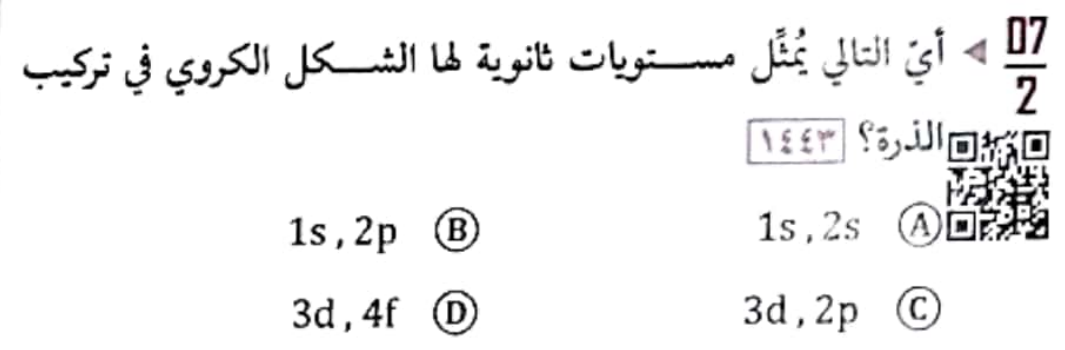 07
2
◀ أيّ التالي يُمثَّل مستويات ثانوية لها الشكل الكروي في تركيب
الذرة؟ ١٤٤٣
A 1s , 2s
B 1s , 2p
C 3d , 2p
D 3d , 4f